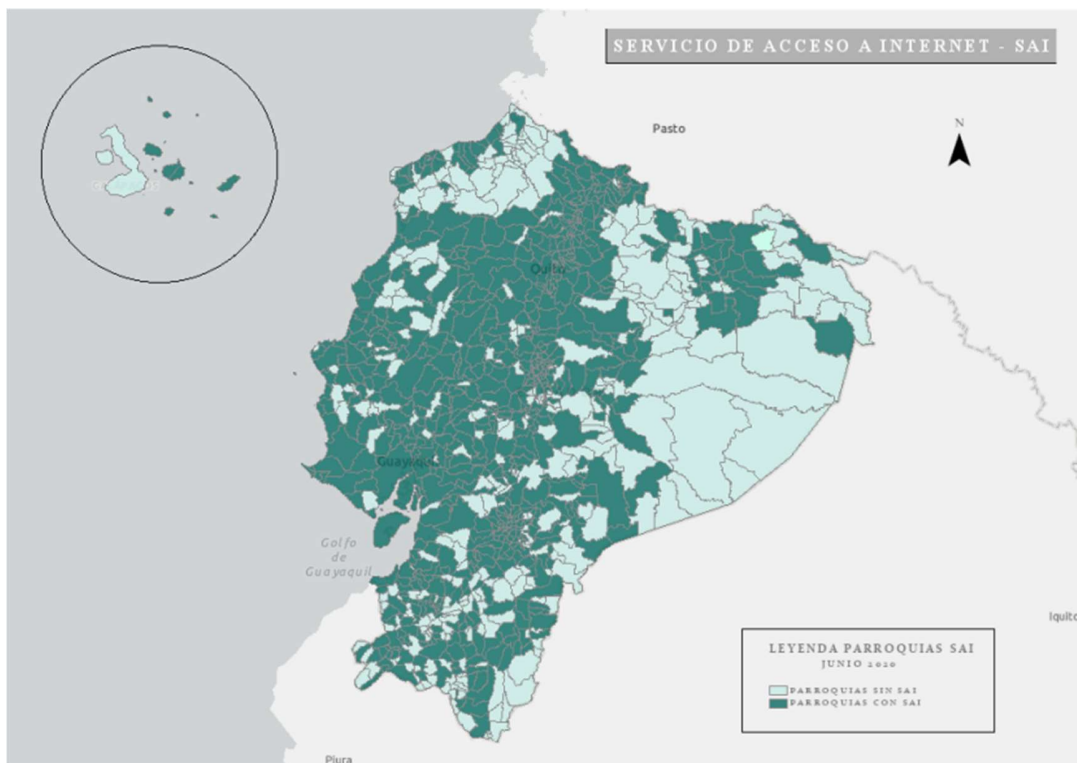 SERVICIO DE ACCESO A INTERNET - SAI
Pasto
N
Quito
Guayaquil
Golfo
de
Guayaquil
Iquito
LEYENDA PARROQUIAS SAI
JUNIO 2020
PARROQUIAS SIN SAI
PARROQUIAS CON SAI
Piura